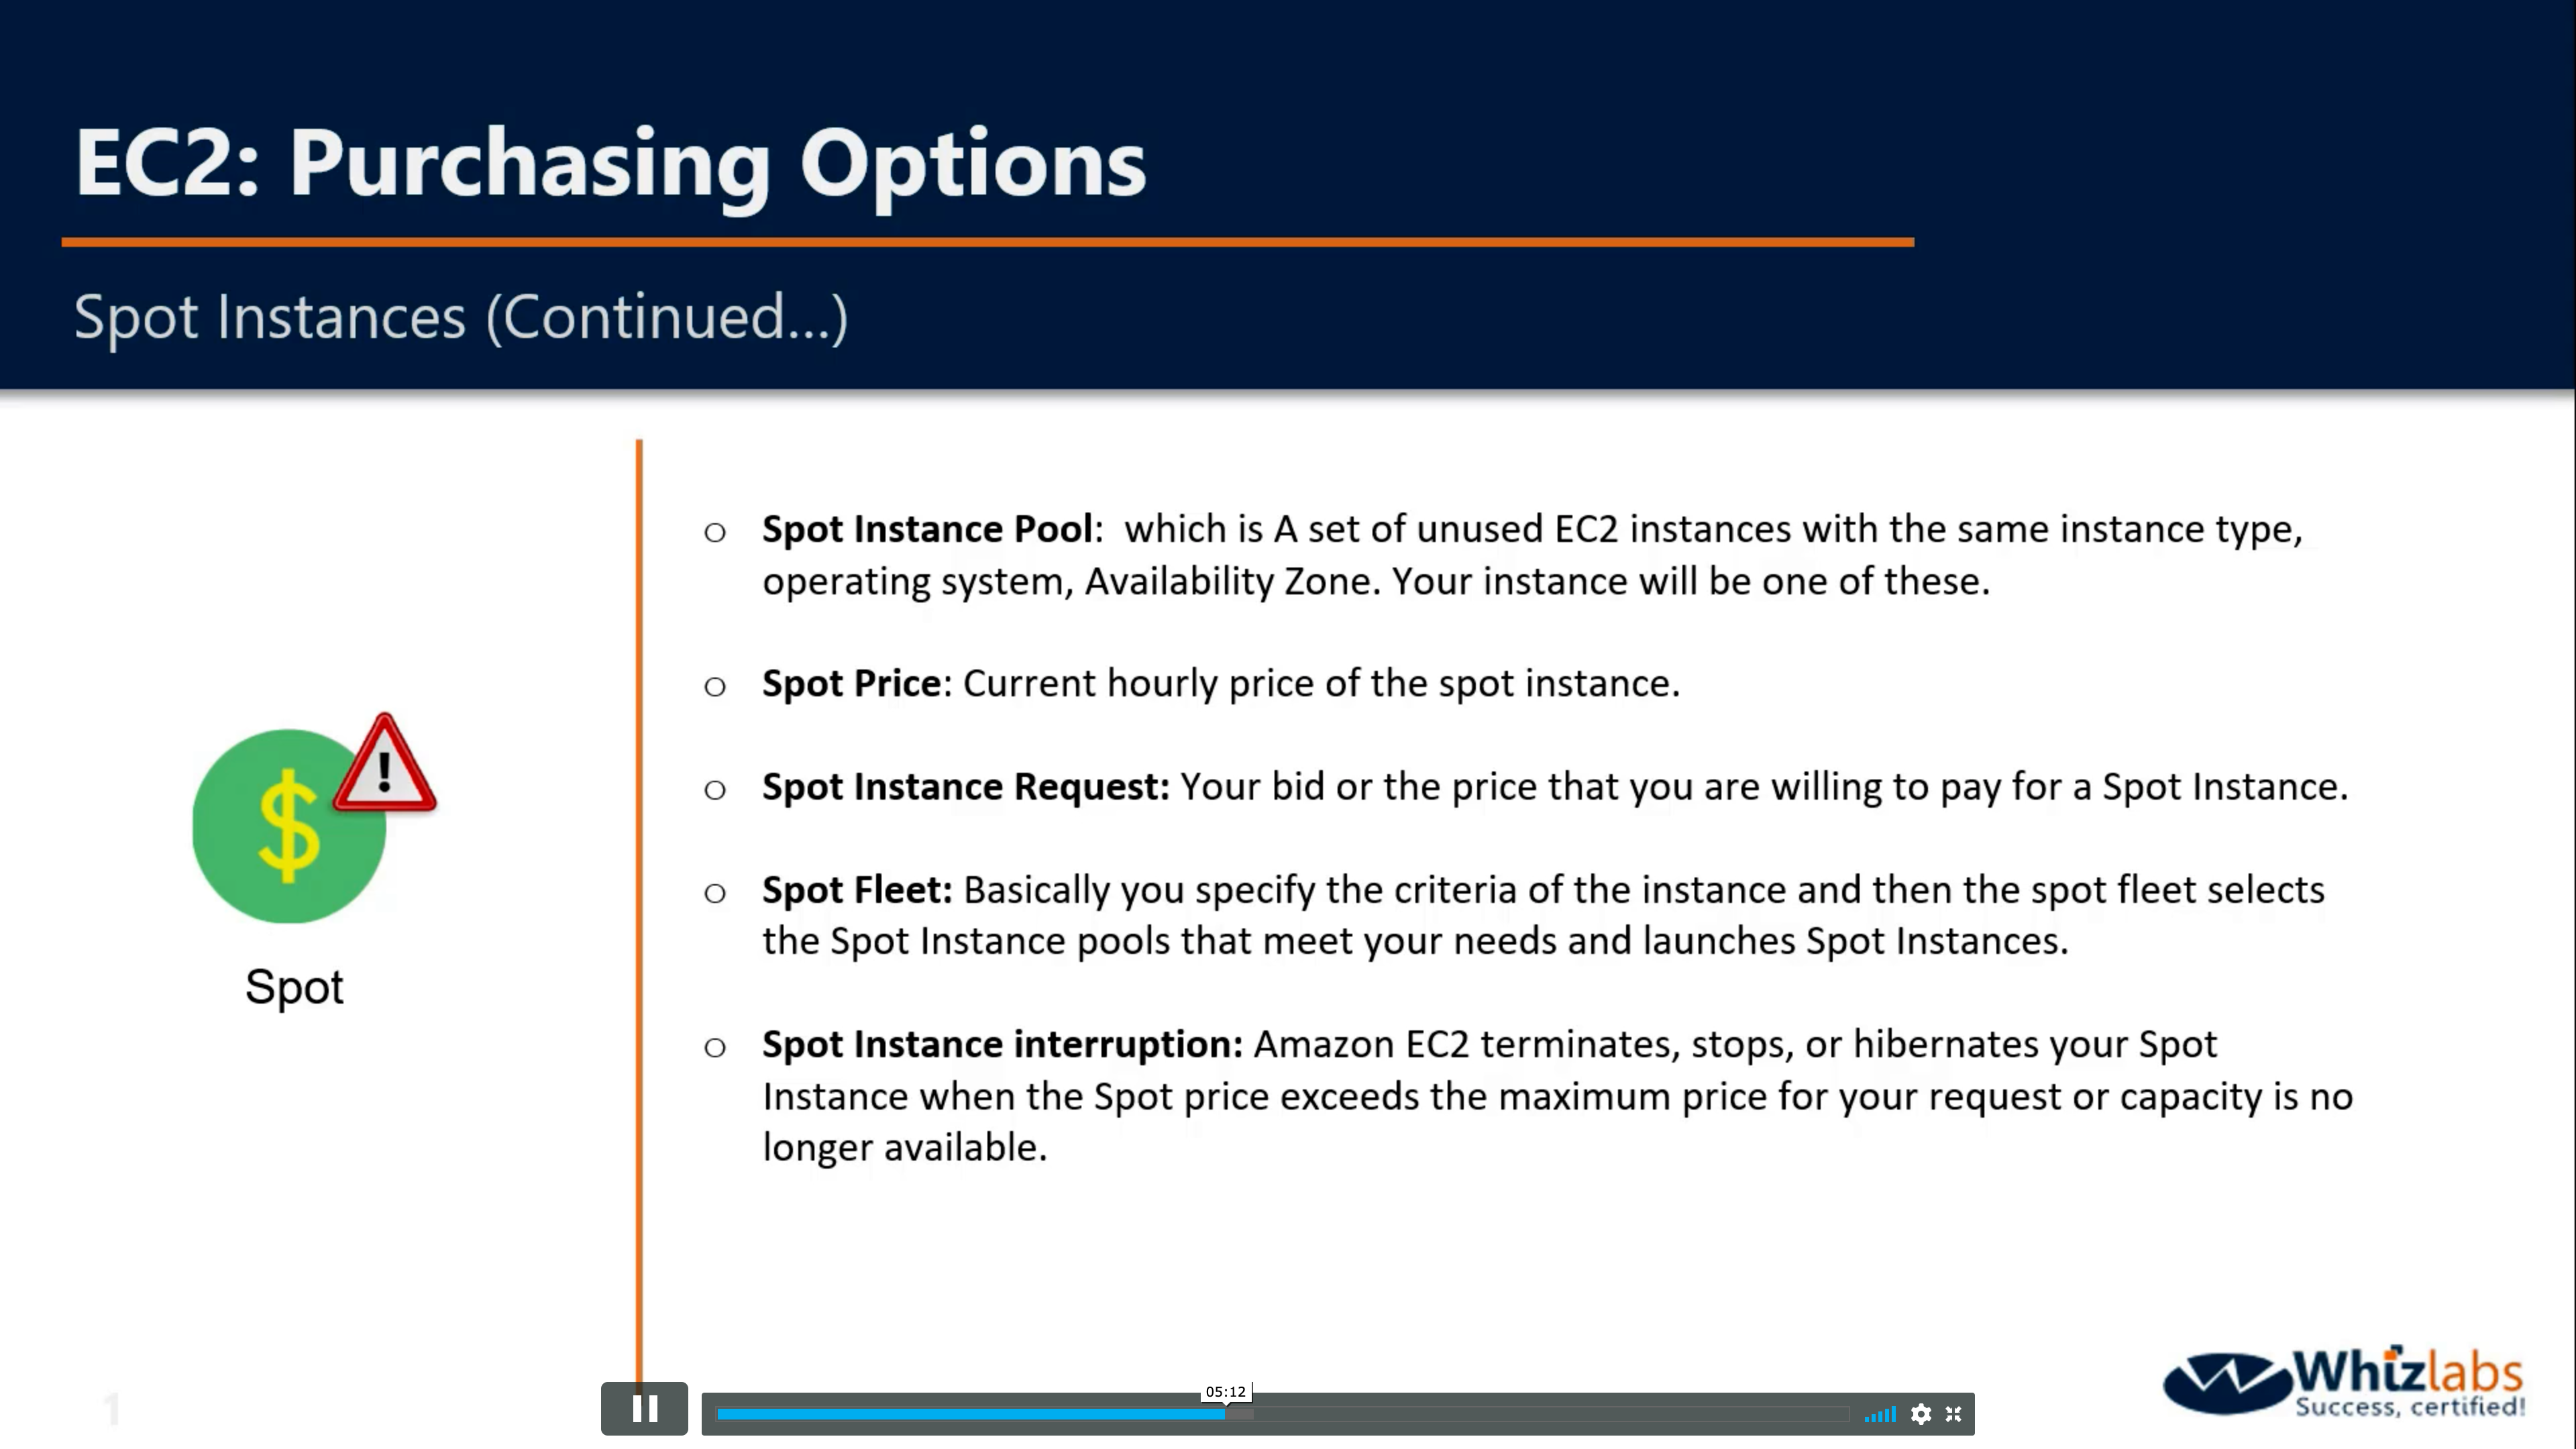 EC2: Purchasing Options
Spot Instances (Continued...)
o Spot Instance Pool:  which is A set of unused EC2 instances with the same instance type,
operating system, Availability Zone. Your instance will be one of these.
o Spot Price: Current hourly price of the spot instance.
o Spot Instance Request: Your bid or the price that you are willing to pay for a Spot Instance.
o Spot Fleet: Basically you specify the criteria of the instance and then the spot fleet selects
the Spot Instance pools that meet your needs and launches Spot Instances.
o Spot Instance interruption: Amazon EC2 terminates, stops, or hibernates your Spot
Instance when the Spot price exceeds the maximum price for your request or capacity is no
longer available.
$
!
Spot
1
05:12
Whizlabs
Success, certified!